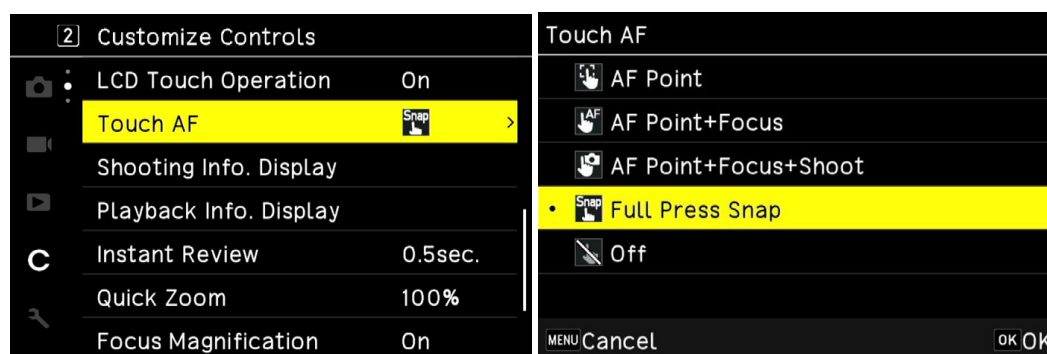 2 Customize Controls
LCD Touch Operation On
Touch AF Snap >
Shooting Info. Display
Playback Info. Display
C
Instant Review 0.5sec.
Quick Zoom 100%
Focus Magnification On
Touch AF
AF Point
AF AF Point+Focus
AF Point+Focus+Shoot
• Snap Full Press Snap
Off
MENU Cancel OK OK